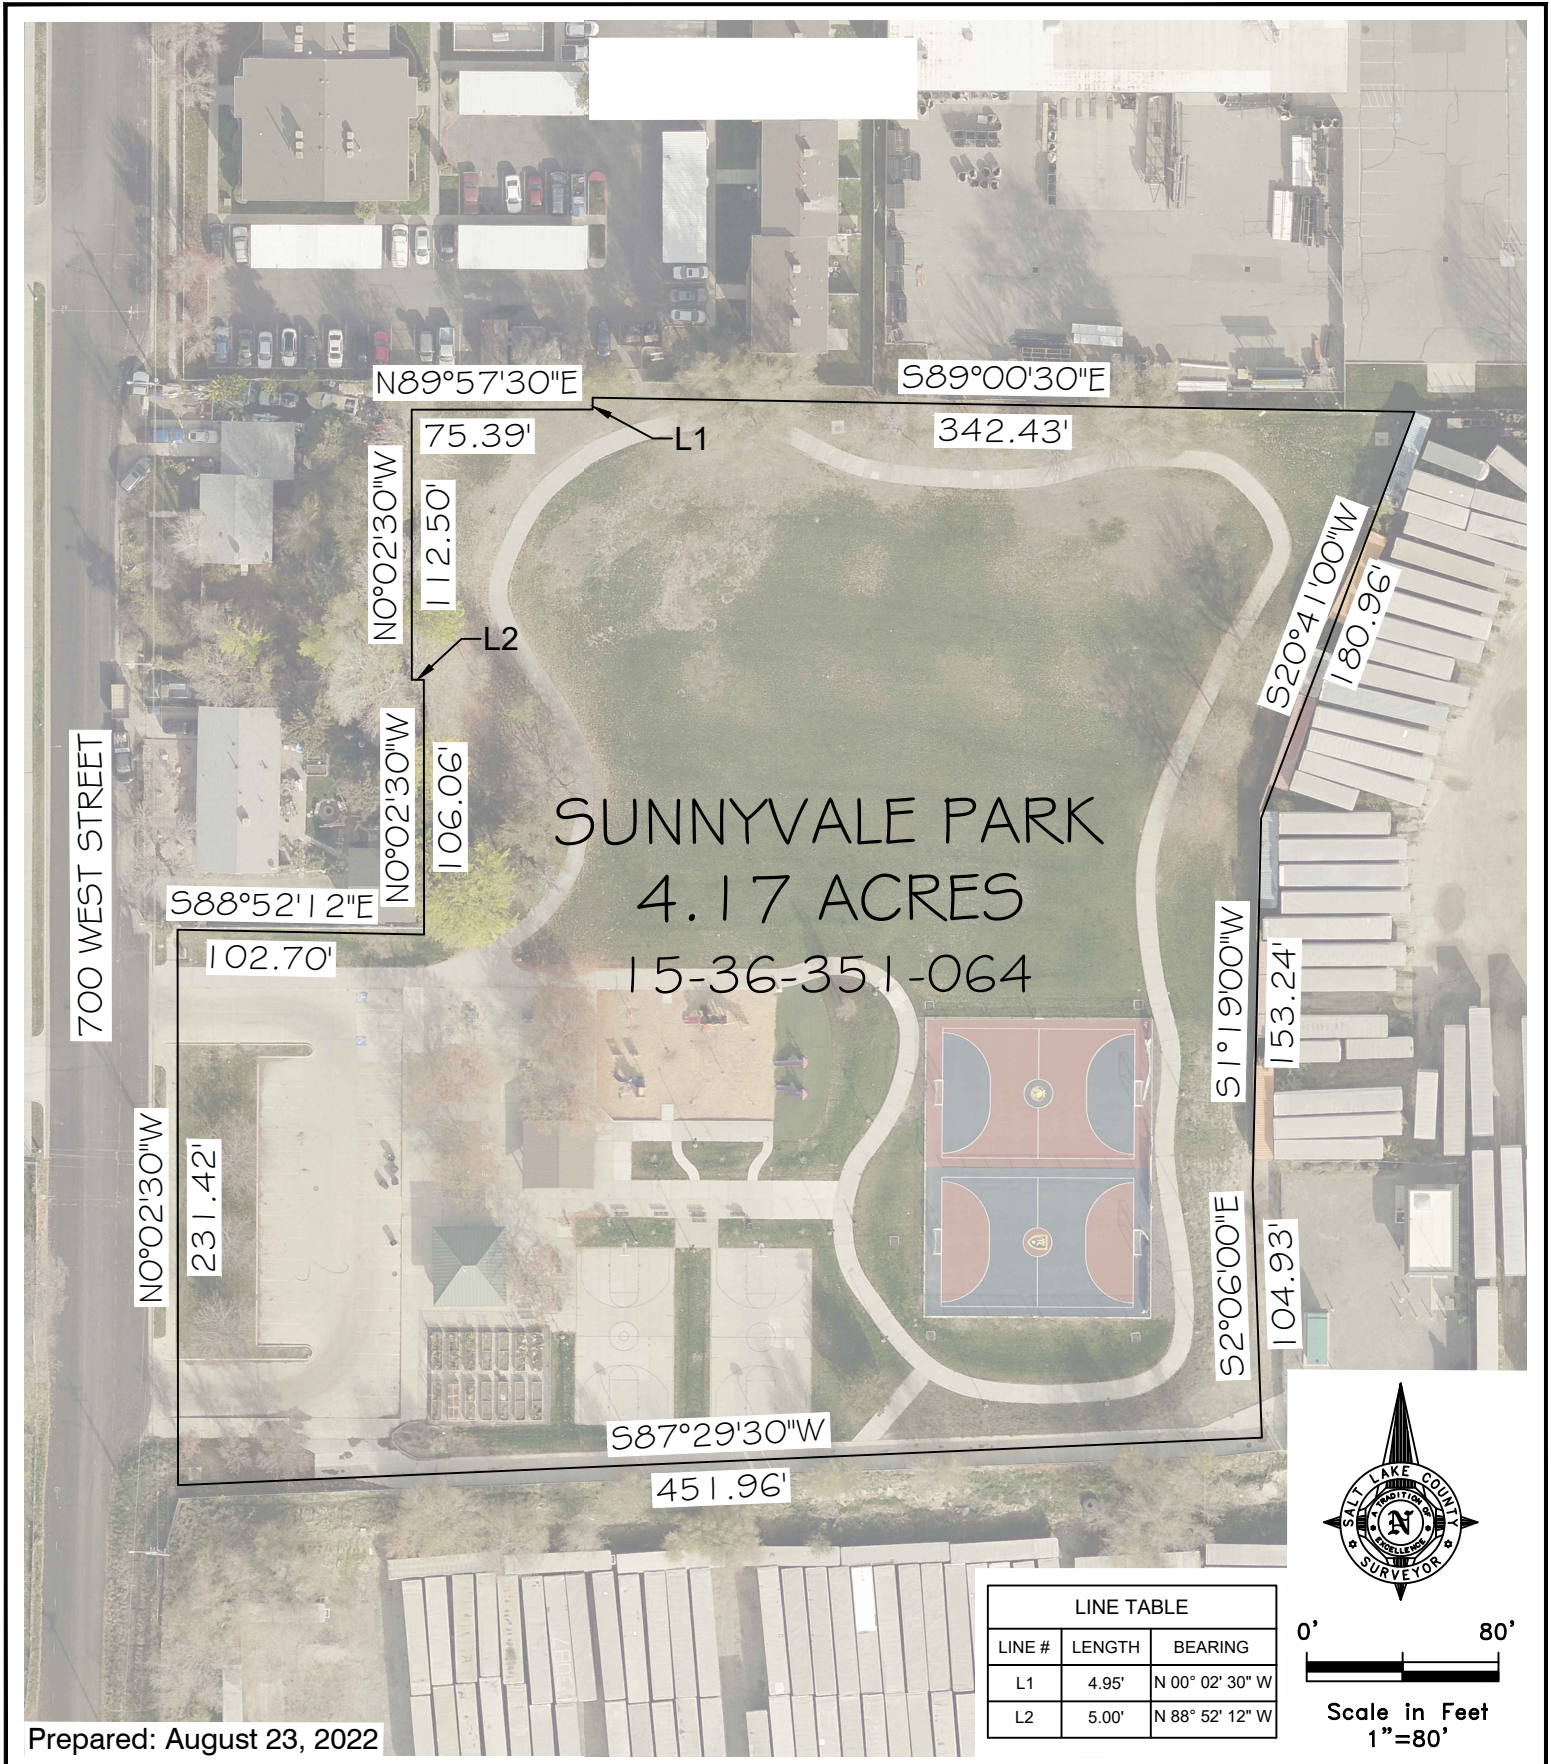 N89°57'30"E
75.39'
L1
S89°00'30"E
342.43'
N0°02'30"W
112.50'
L2
S20°41'00"W
180.96'
700 WEST STREET
N0°02'30"W
106.06'
SUNNYVALE PARK
4.17 ACRES
15-36-351-064
S88°52'12"E
102.70'
S1°19'00"W
153.24'
N0°02'30"W
231.42'
S2°06'00"E
104.93'
S87°29'30"W
451.96'
SALT LAKE COUNTY
A TRADITION OF
N
EXCELLENCE
SURVEYOR
LINE TABLE
LINE # LENGTH BEARING
L1 4.95' N 00° 02' 30" W
L2 5.00' N 88° 52' 12" W
0' 80'
Scale in Feet
1"=80'
Prepared: August 23, 2022